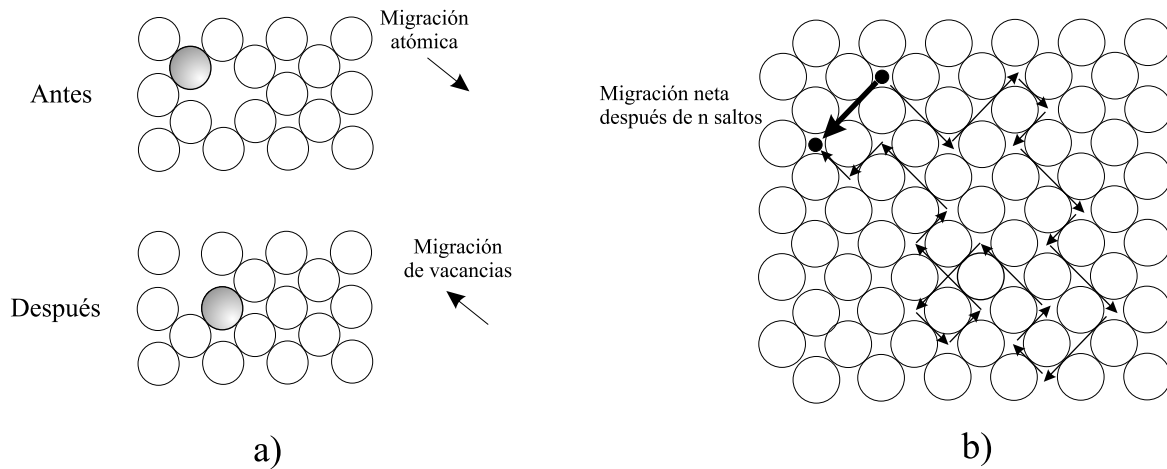 Migración
atómica
Antes
Migración
de vacancias
Después
a)
Migración neta
después de n saltos
b)